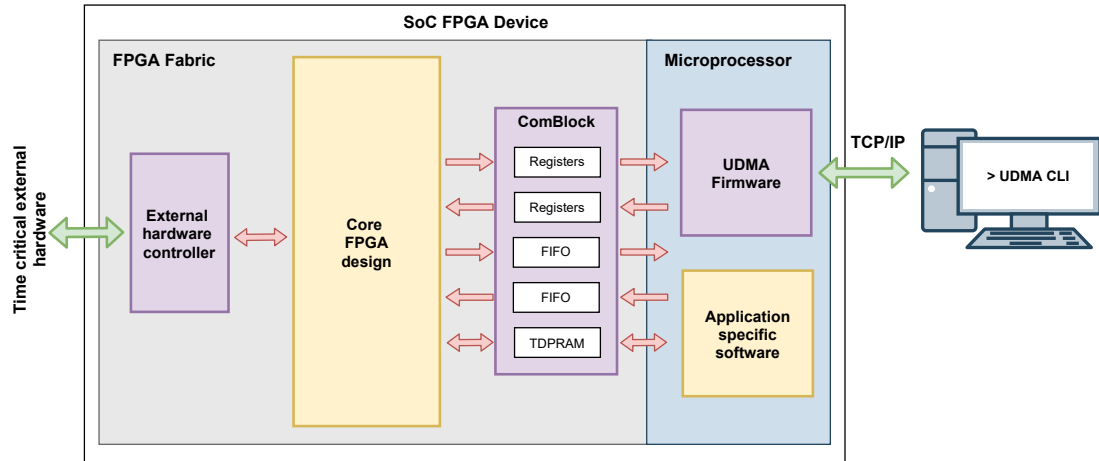 SoC FPGA Device
FPGA Fabric
Microprocessor
Time critical external
hardware
External
hardware
controller
Core
FPGA
design
ComBlock
Registers
Registers
FIFO
FIFO
TDPRAM
UDMA
Firmware
Application
specific
software
TCP/IP
> UDMA CLI